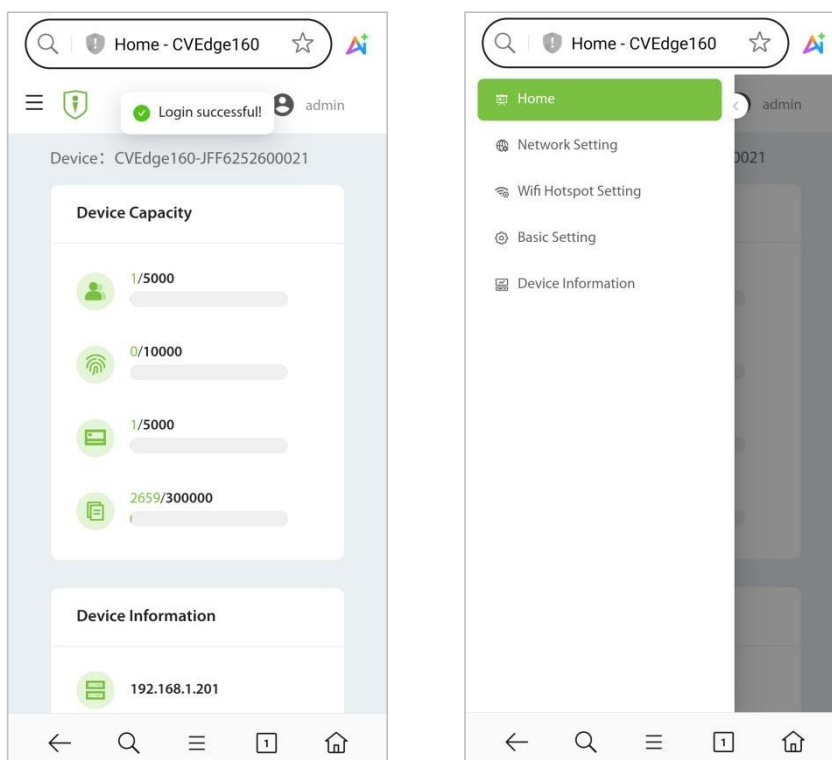 Home - CVEdge160
Login successful!
admin
Device: CVEdge160-JFF6252600021
Device Capacity
1/5000
0/10000
1/5000
2659/300000
Device Information
192.168.1.201
1
Home - CVEdge160
Home
admin
Network Setting
0021
Wifi Hotspot Setting
Basic Setting
Device Information
1